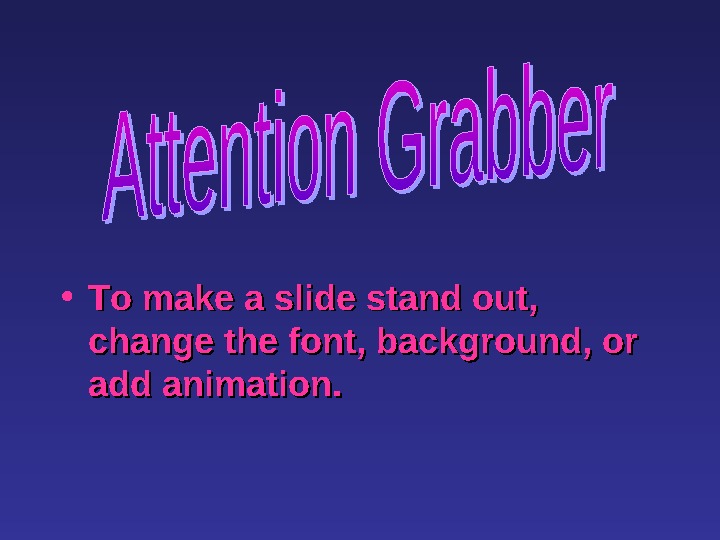 Attention Grabber
• To make a slide stand out,
change the font, background, or
add animation.